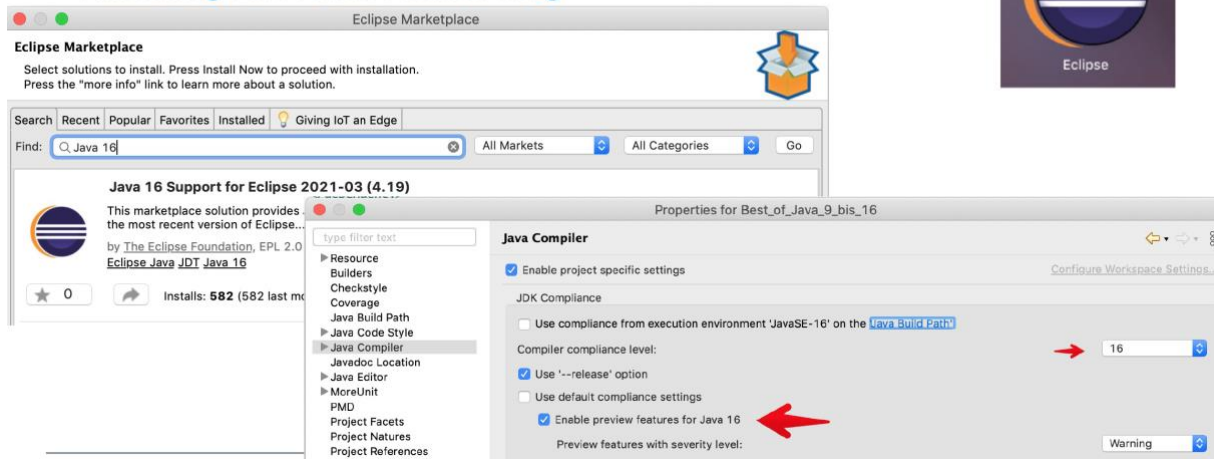 Eclipse Marketplace
Eclipse Marketplace
Select solutions to install. Press Install Now to proceed with installation.
Press the "more info" link to learn more about a solution.
Eclipse
Search Recent Popular Favorites Installed Giving IoT an Edge
Find: Java 16 All Markets All Categories Go
Java 16 Support for Eclipse 2021-03 (4.19)
This marketplace solution provides
the most recent version of Eclipse...
by The Eclipse Foundation, EPL 2.0
Eclipse Java JDT Java 16
0 Installs: 582 (582 last mo
Properties for Best_of_Java_9_bis_16
type filter text
Resource
Builders
Checkstyle
Coverage
Java Build Path
Java Code Style
Java Compiler
Javadoc Location
Java Editor
MoreUnit
PMD
Project Facets
Project Natures
Project References
Java Compiler
Enable project specific settings Configure Workspace Settings..
JDK Compliance
Use compliance from execution environment 'JavaSE-16' on the 'Java Build Path'
Compiler compliance level: 16
Use '--release' option
Use default compliance settings
Enable preview features for Java 16
Preview features with severity level: Warning